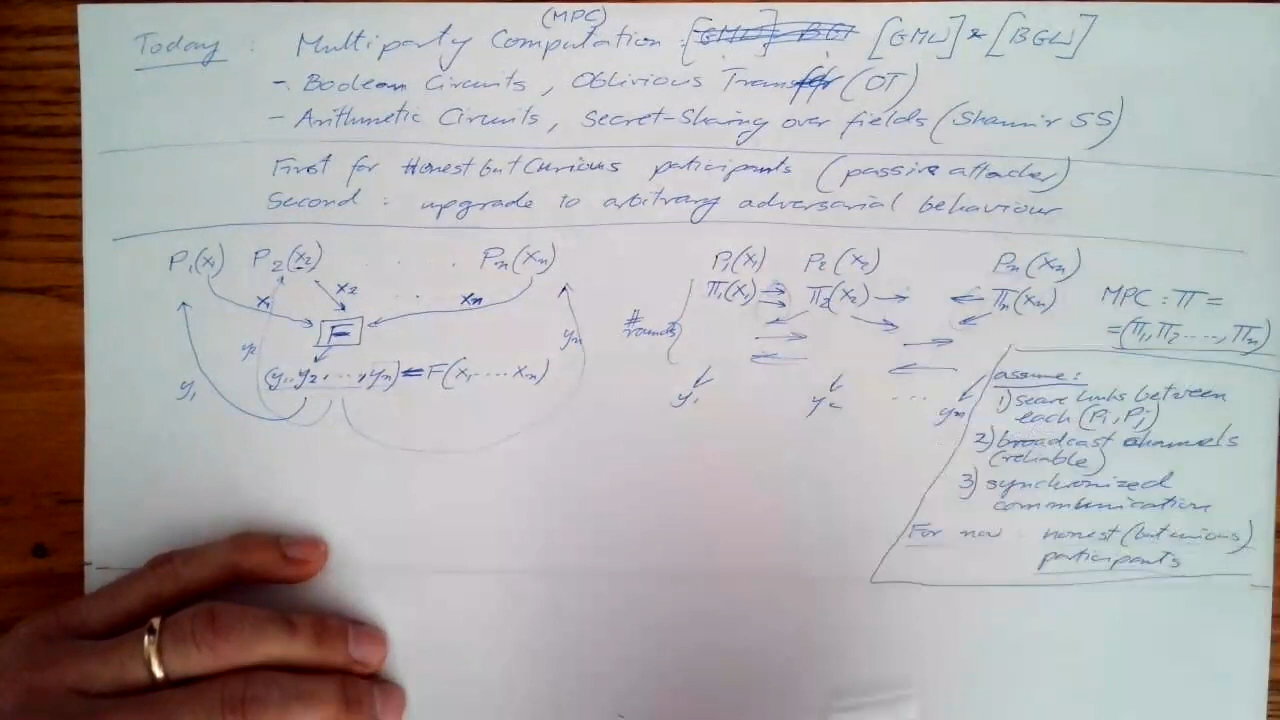 (MPC)
Today : Multiparty Computation : [GMW] & [BGW]
- Boolean Circuits, Oblivious Transfer (OT)
- Arithmetic Circuits, Secret-Sharing over fields (Shamir SS)
First for Honest but Curious participants (passive attacker)
Second : upgrade to arbitrary adversarial behaviour
P₁(x₁) P₂(x₂) . . . Pₙ(xₙ)
x₁ x₂ ... xₙ
F
y₁ y₂ yₙ
(y₁, y₂, ..., yₙ) = F(x₁ .... xₙ)
P₁(x₁) P₂(x₂) Pₙ(xₙ)
Π₁(x₁) Π₂(x₂) Πₙ(xₙ)
# rounds
y₁ y₂ ... yₙ
MPC : Π =
= (Π₁, Π₂ ...., Πₙ)
assume:
1) secure links between
each (Pi, Pj)
2) broadcast channels
(reliable)
3) synchronized
communication
For now honest (but curious)
participants